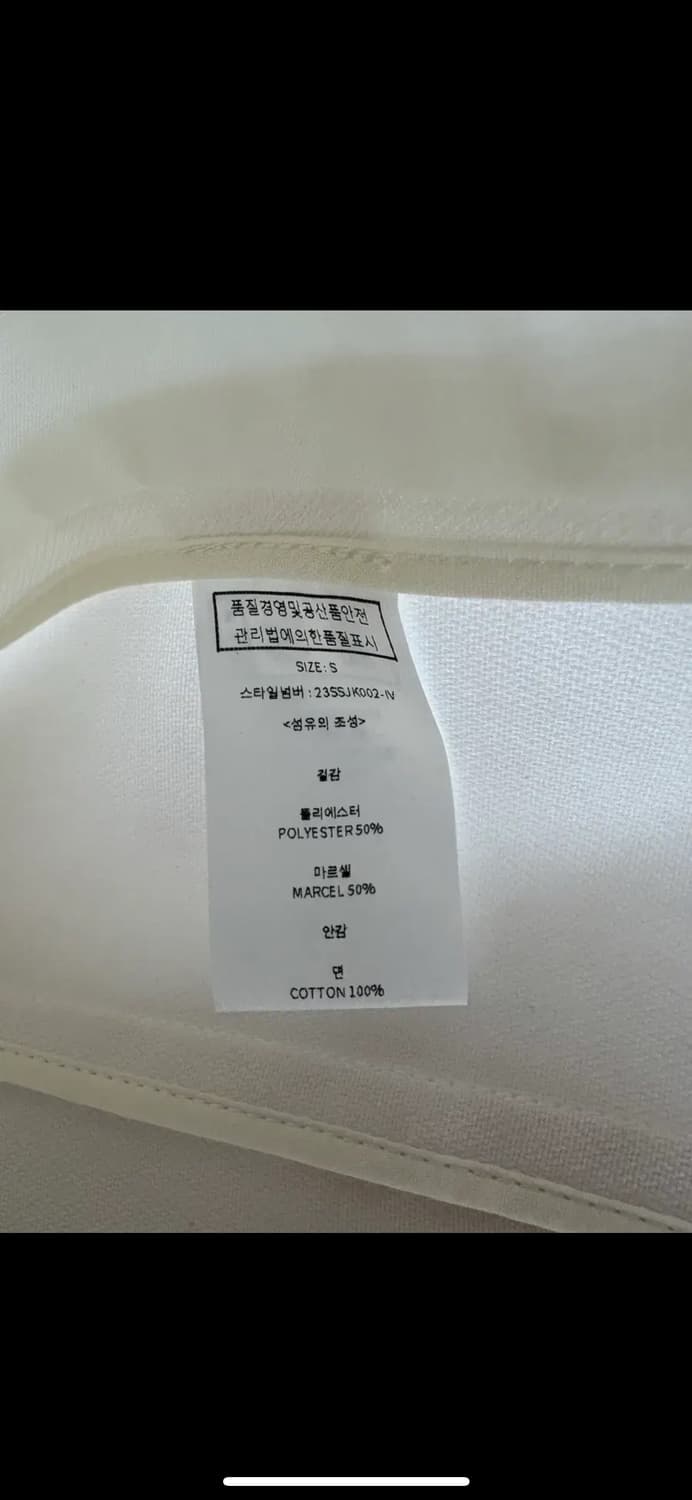 품질경영및공산품안전
관리법에의한품질표시
SIZE: S
스타일넘버 : 23SSJK002-IV
<섬유의 조성>
겉감
폴리에스터
POLYESTER 50%
마르셀
MARCEL 50%
안감
면
COTTON 100%